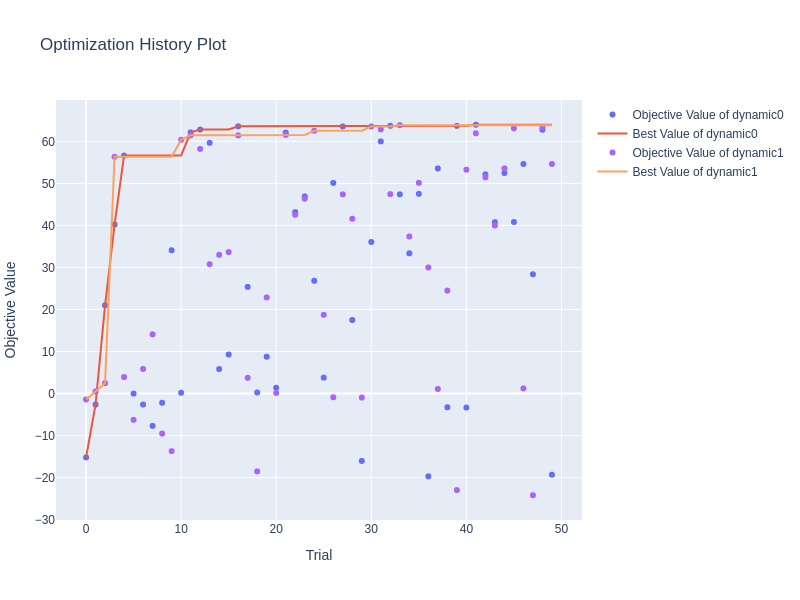 Optimization History Plot
Objective Value of dynamic0
Best Value of dynamic0
Objective Value of dynamic1
Best Value of dynamic1
60
50
40
30
20
10
0
−10
−20
−30
Objective Value
0
10
20
30
40
50
Trial